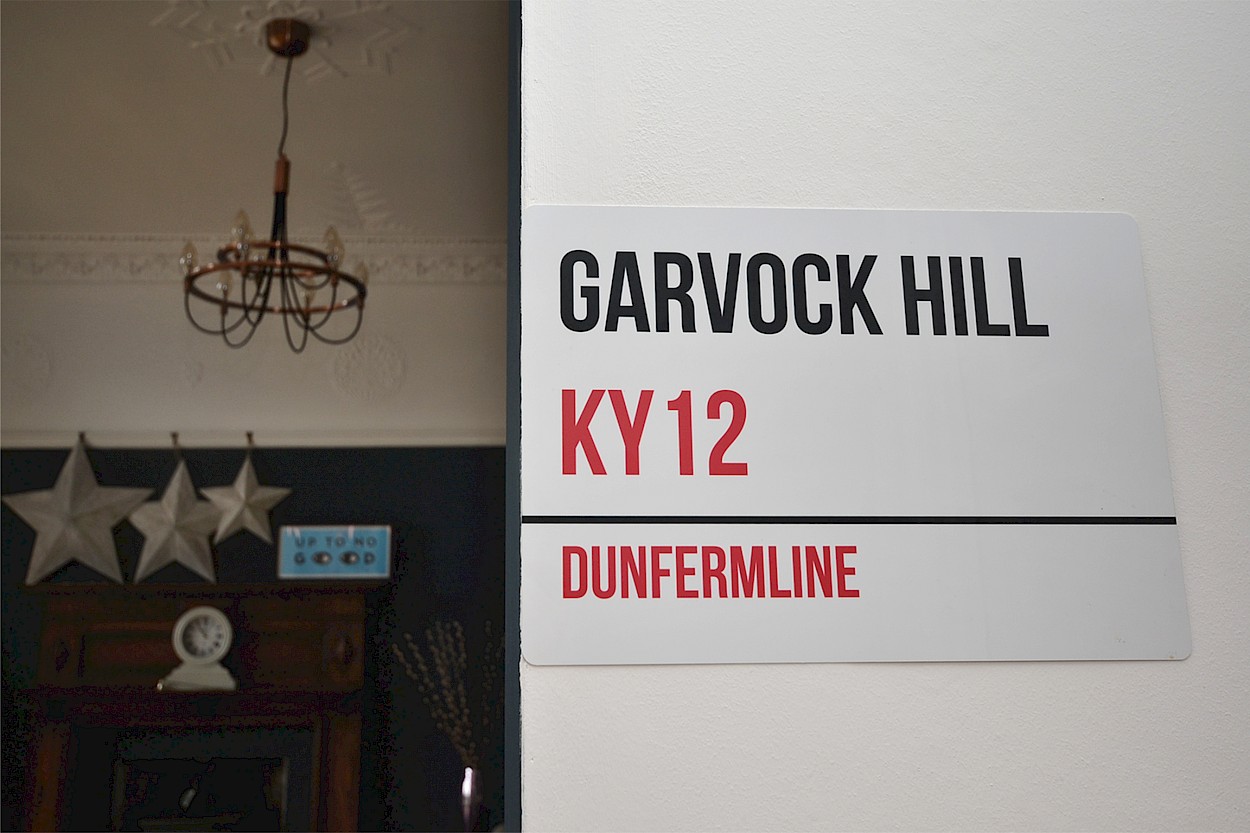 GARVOCK HILL
KY12
DUNFERMLINE
UP TO NO
GOOD